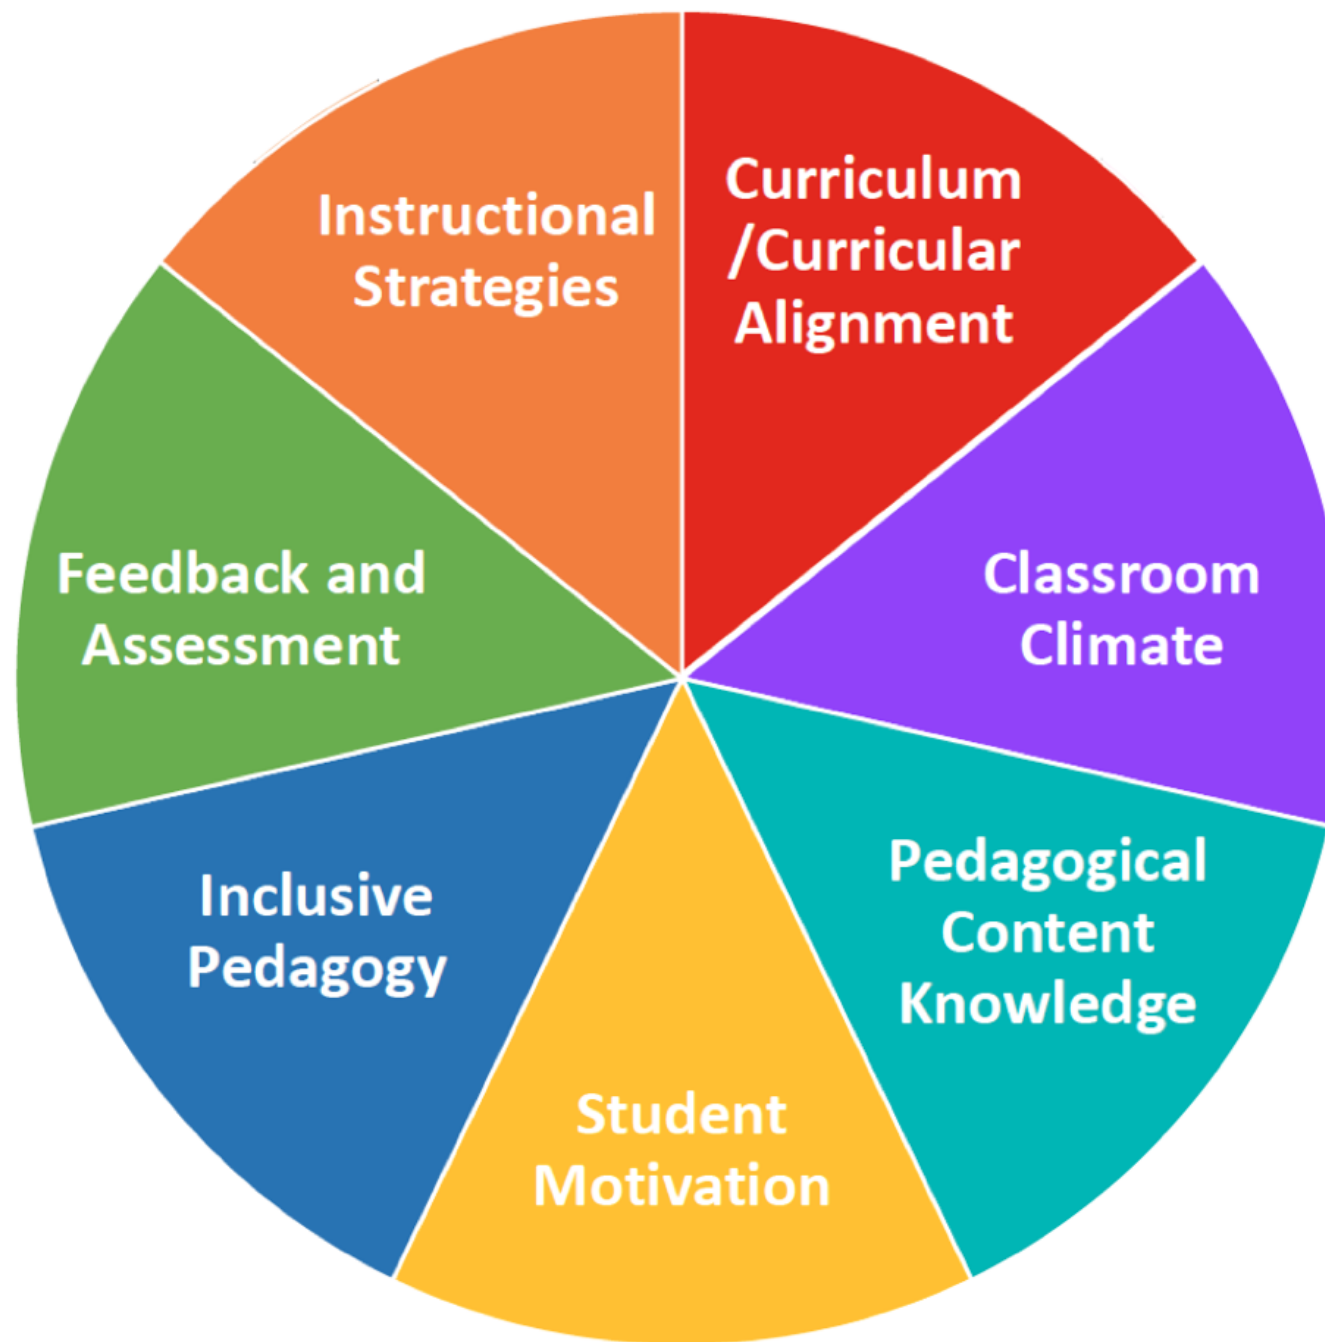 Curriculum
/Curricular
Alignment
Classroom
Climate
Pedagogical
Content
Knowledge
Student
Motivation
Inclusive
Pedagogy
Feedback and
Assessment
Instructional
Strategies